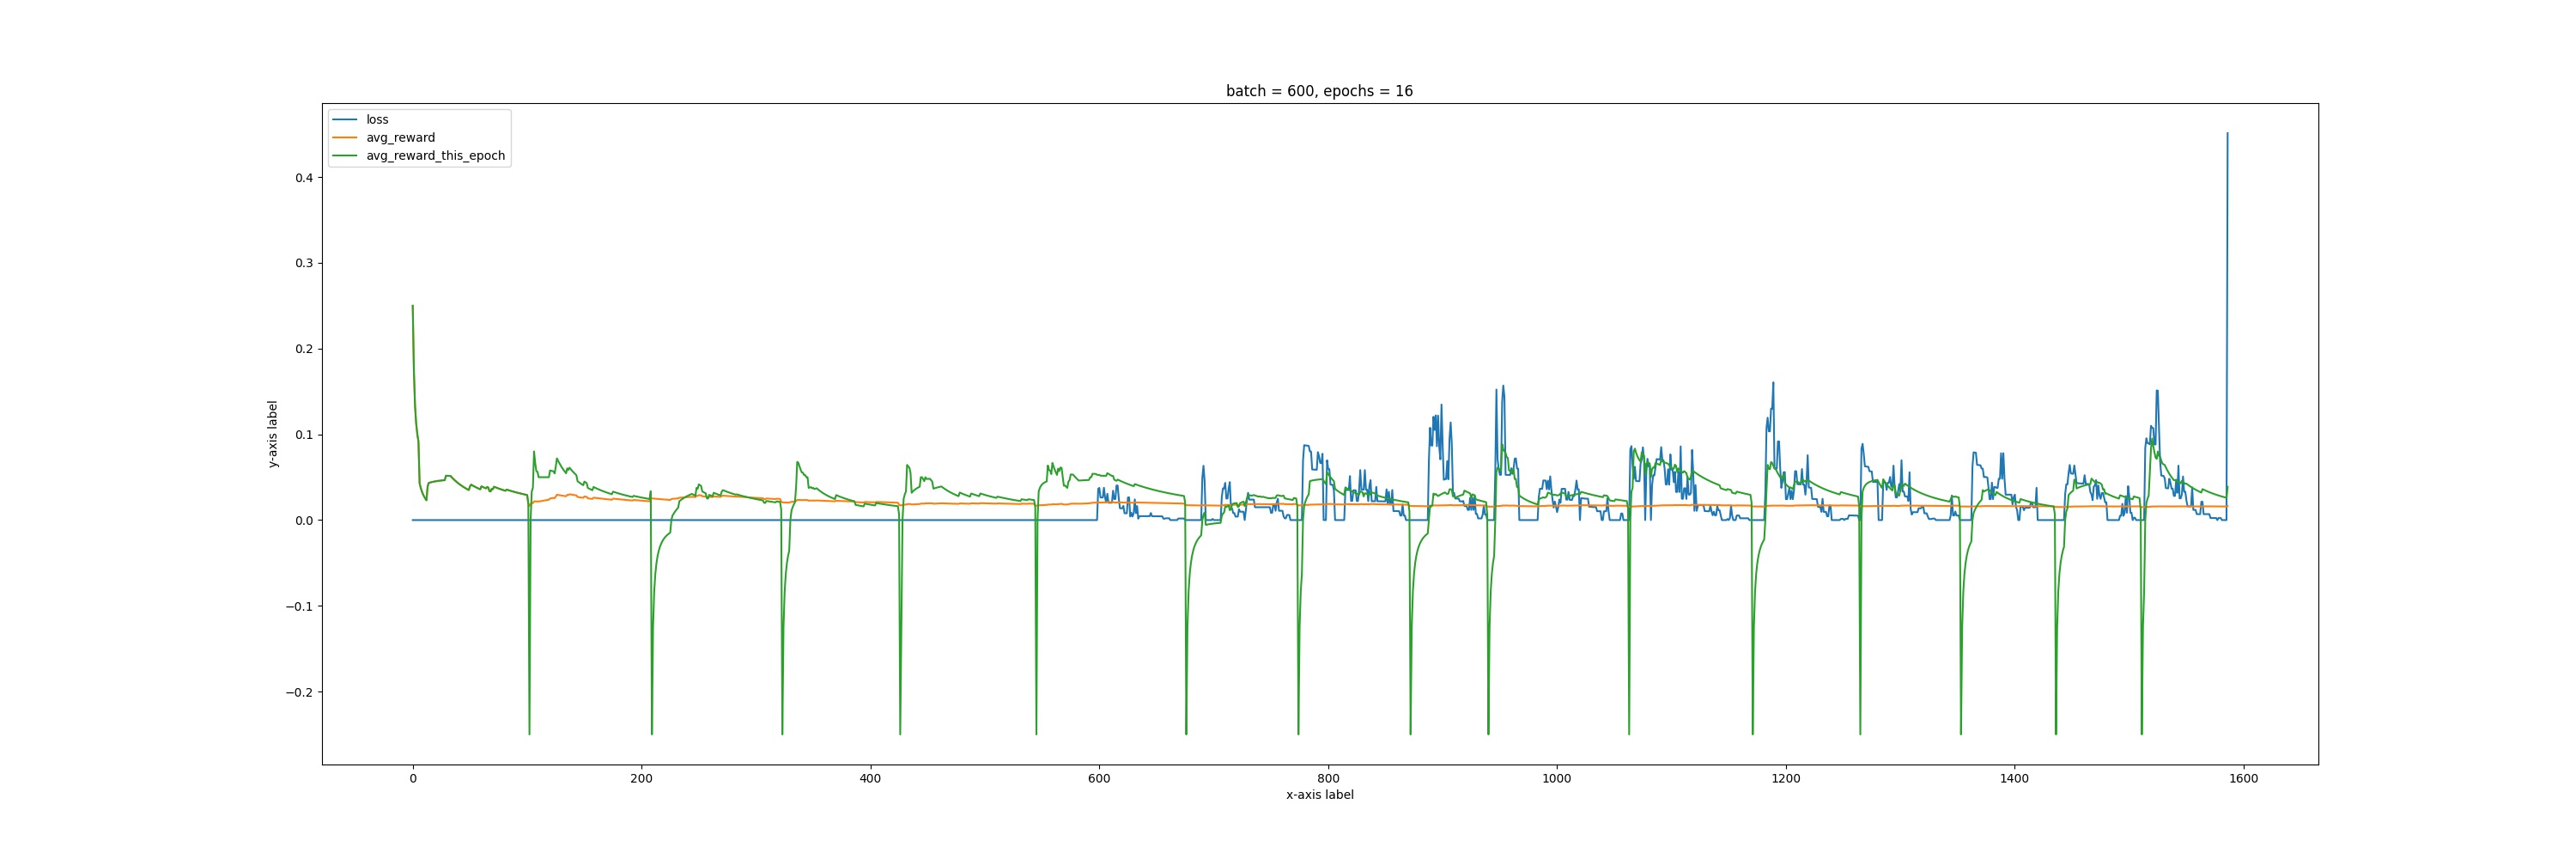 batch = 600, epochs = 16
loss
avg_reward
avg_reward_this_epoch
0.4
0.3
0.2
0.1
0.0
−0.1
−0.2
y-axis label
0 200 400 600 800 1000 1200 1400 1600
x-axis label